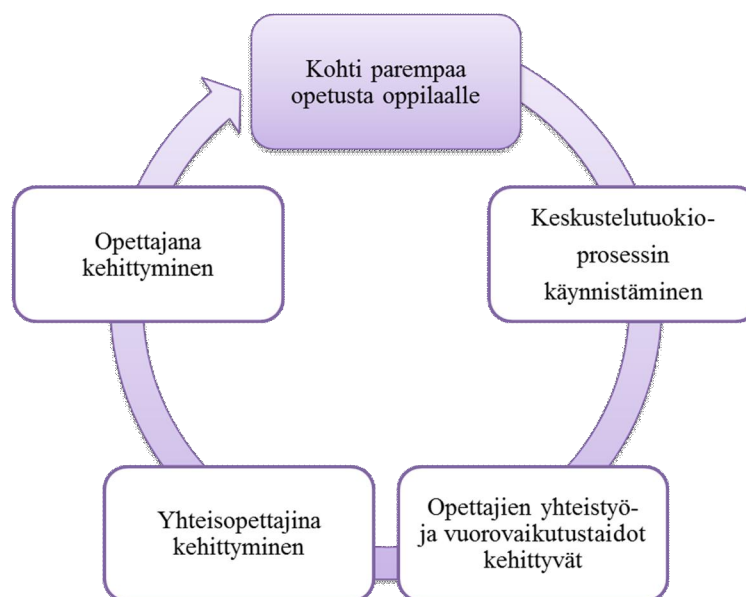 Kohti parempaa
opetusta oppilaalle
Keskustelutuokio-
prosessin
käynnistäminen
Opettajien yhteistyö-
ja vuorovaikutustaidot
kehittyvät
Yhteisopettajina
kehittyminen
Opettajana
kehittyminen